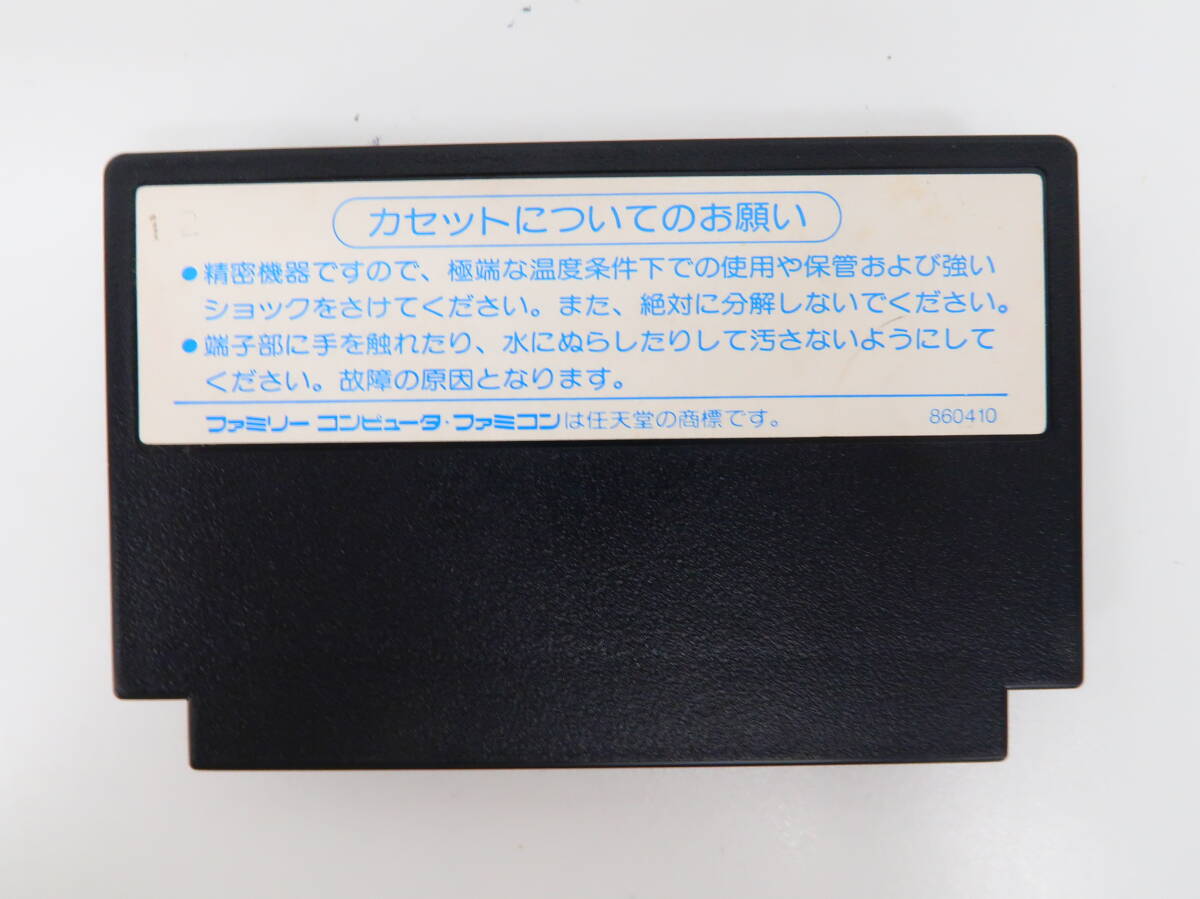 カセットについてのお願い
1 2
●精密機器ですので、極端な温度条件下での使用や保管および強い
ショックをさけてください。また、絶対に分解しないでください。
●端子部に手を触れたり、水にぬらしたりして汚さないようにして
ください。故障の原因となります。
ファミリー コンピュータ・ファミコンは任天堂の商標です。 860410